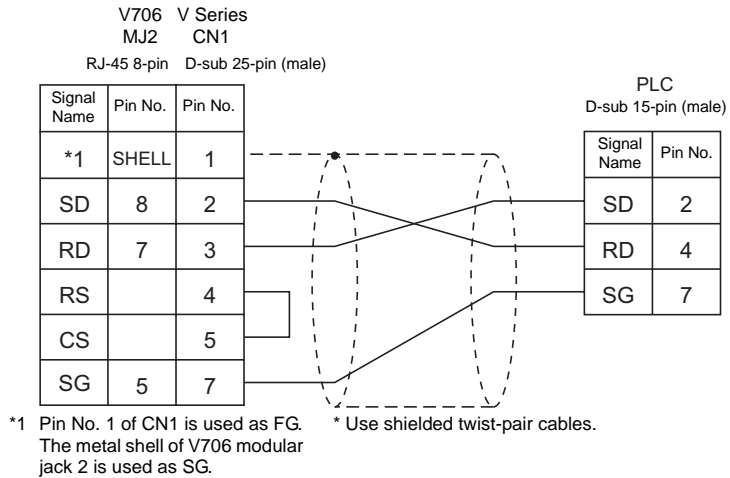 V706 V Series
MJ2 CN1
RJ-45 8-pin D-sub 25-pin (male)
Signal Name Pin No. Pin No.
*1 SHELL 1
SD 8 2
RD 7 3
RS 4
CS 5
SG 5 7
PLC
D-sub 15-pin (male)
Signal Name Pin No.
SD 2
RD 4
SG 7
*1 Pin No. 1 of CN1 is used as FG.
The metal shell of V706 modular
jack 2 is used as SG.
* Use shielded twist-pair cables.